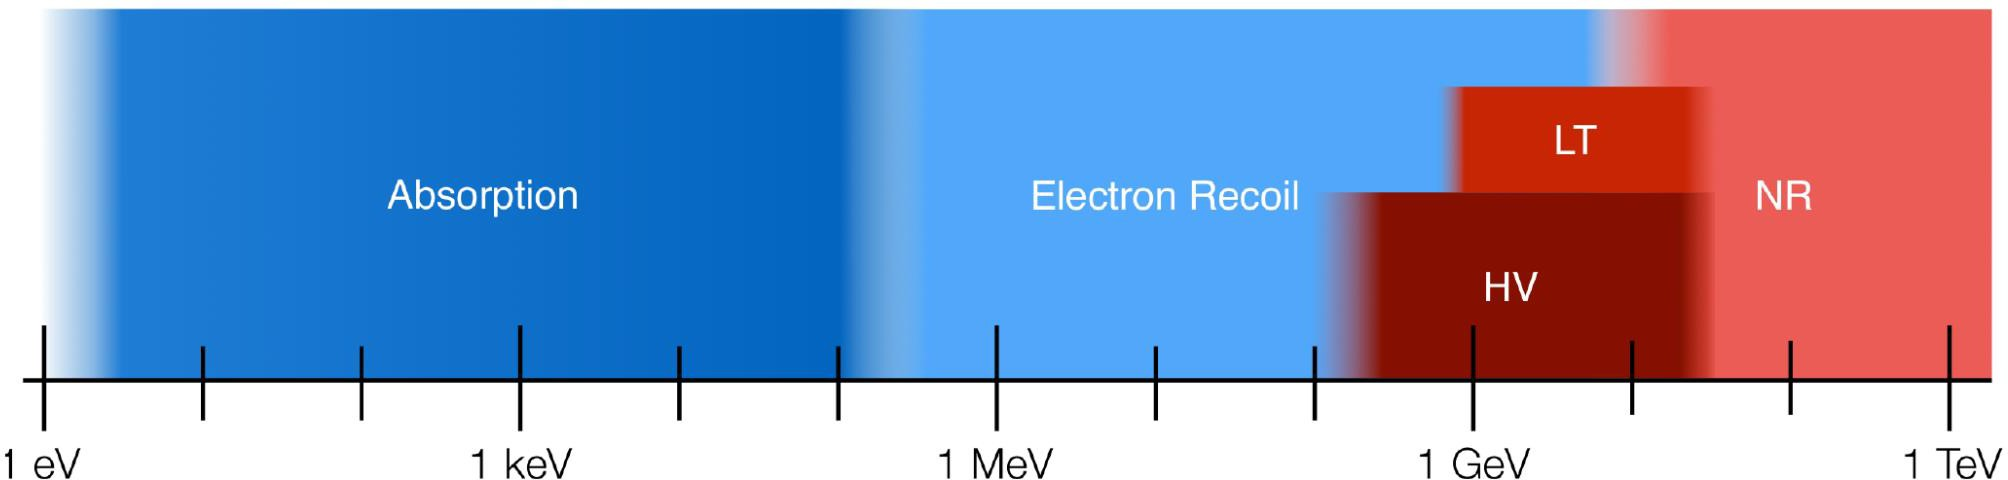 LT
Absorption
Electron Recoil
NR
HV
1 eV
1 keV
1 MeV
1 GeV
1 TeV